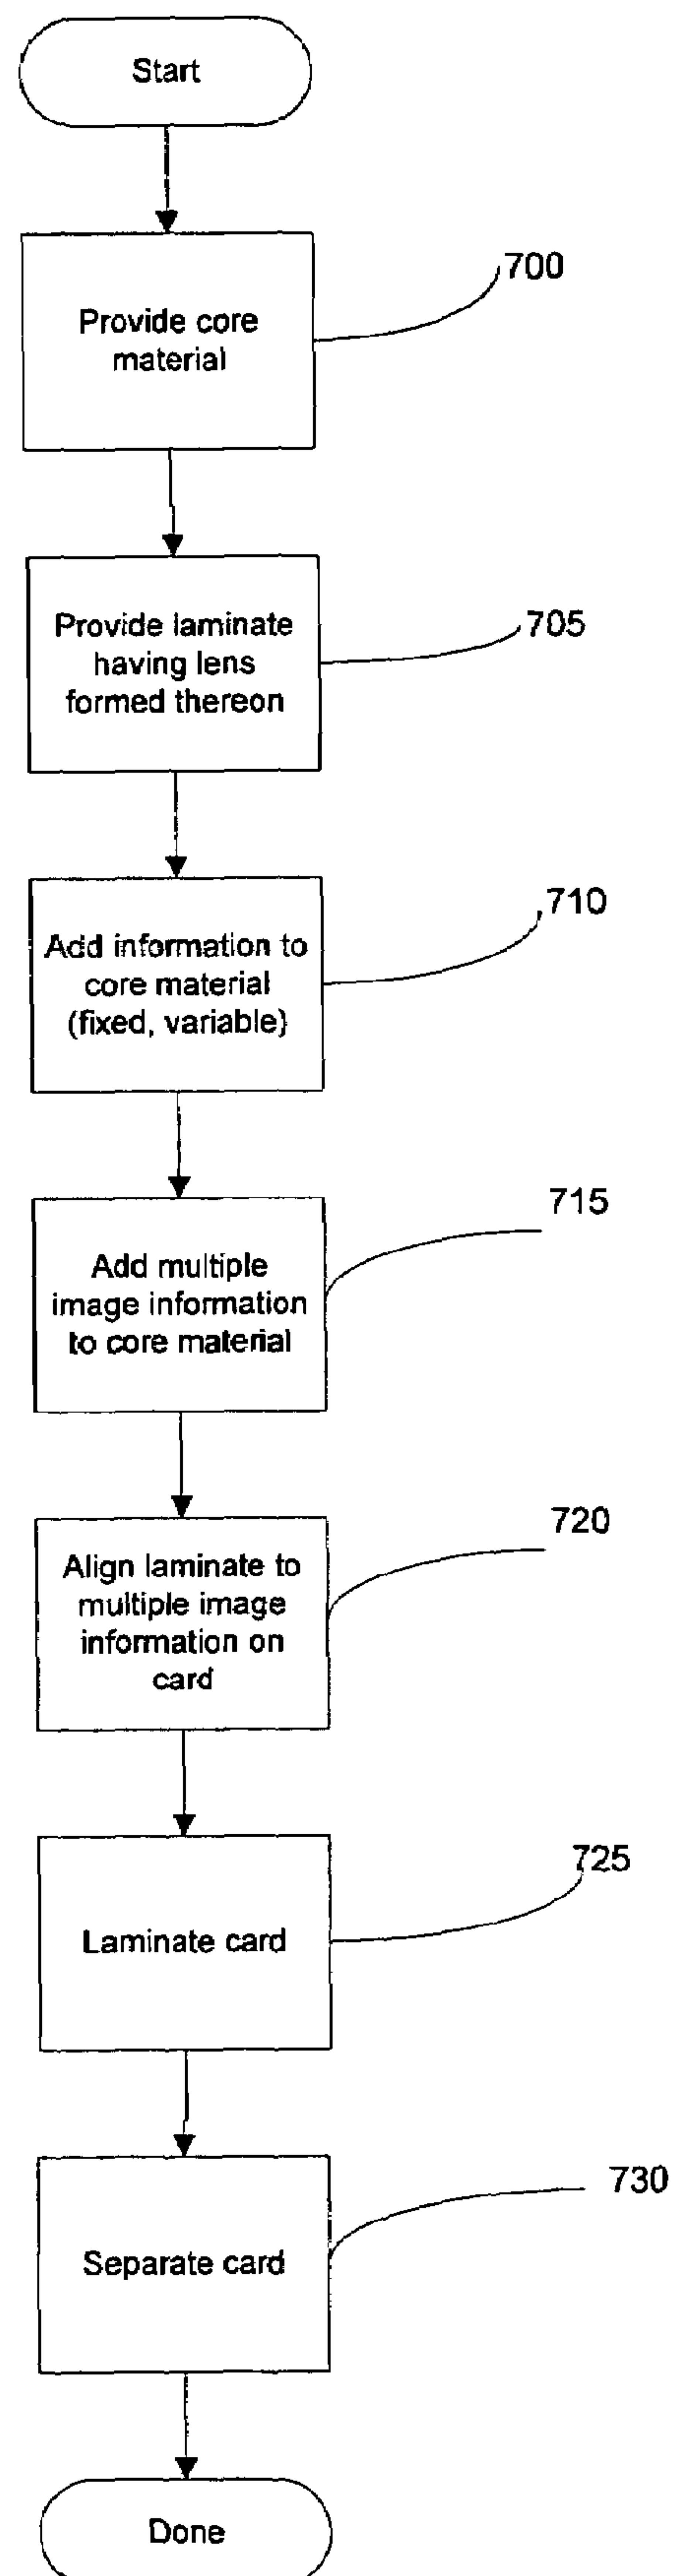 Start
700
Provide core
material
705
Provide laminate
having lens
formed thereon
710
Add information to
core material
(fixed, variable)
715
Add multiple
image information
to core material
720
Align laminate to
multiple image
information on
card
725
Laminate card
730
Separate card
Done